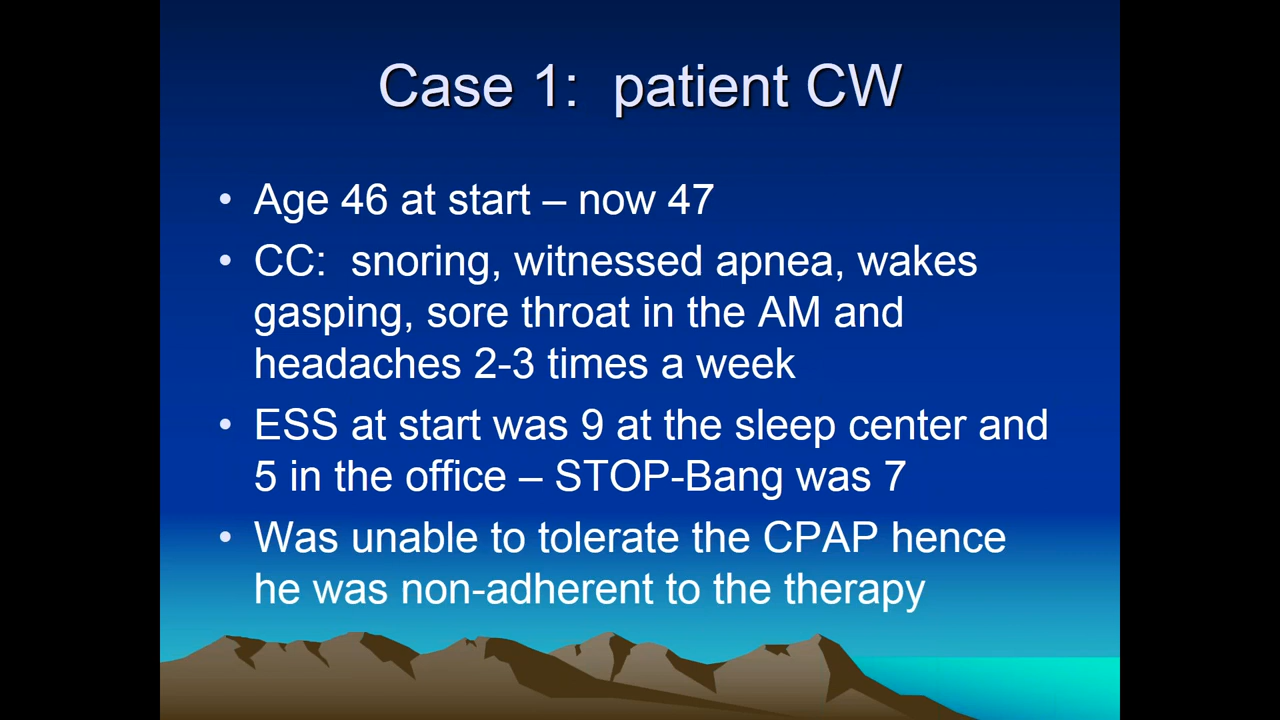 Case 1:  patient CW
• Age 46 at start – now 47
• CC:  snoring, witnessed apnea, wakes
gasping, sore throat in the AM and
headaches 2-3 times a week
• ESS at start was 9 at the sleep center and
5 in the office – STOP-Bang was 7
• Was unable to tolerate the CPAP hence
he was non-adherent to the therapy